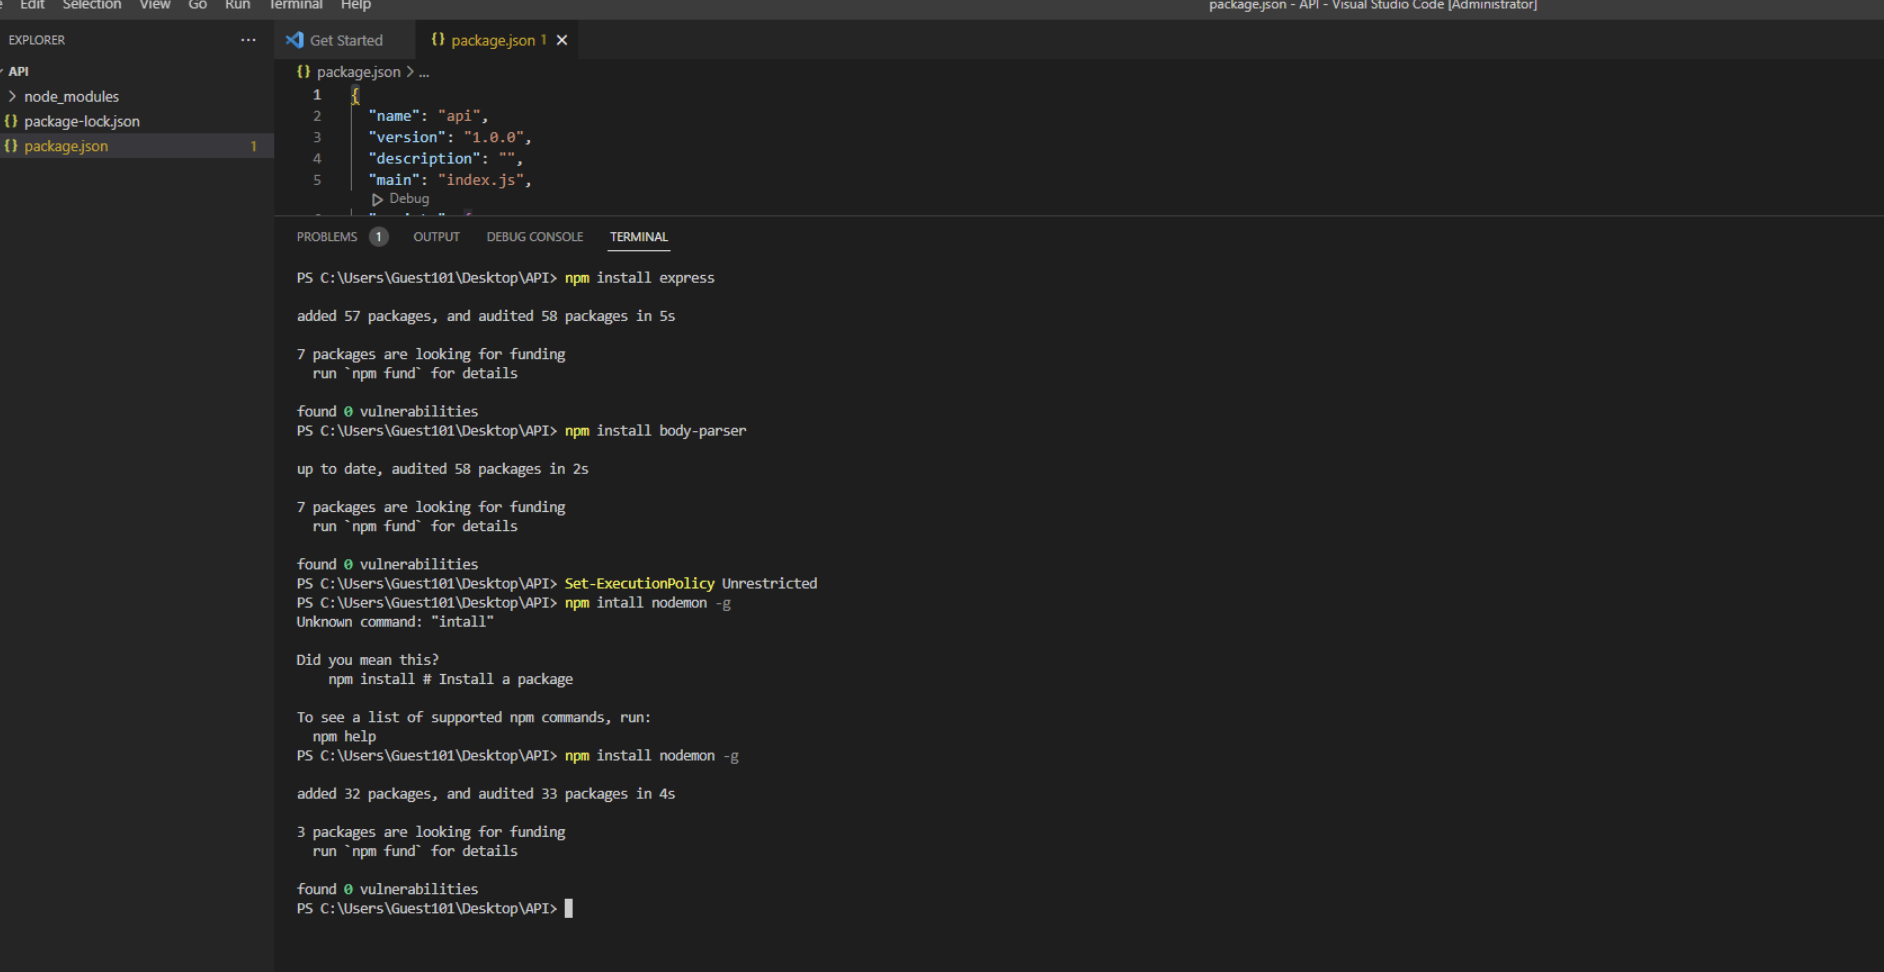 Edit Selection View Go Run Terminal Help package.json - API - Visual Studio Code [Administrator]
EXPLORER ···
API
node_modules
{} package-lock.json
{} package.json 1
Get Started {} package.json 1 ×
{} package.json > ...
1 {
2 "name": "api",
3 "version": "1.0.0",
4 "description": "",
5 "main": "index.js",
Debug
PROBLEMS 1 OUTPUT DEBUG CONSOLE TERMINAL
PS C:\Users\Guest101\Desktop\API> npm install express
added 57 packages, and audited 58 packages in 5s
7 packages are looking for funding
run `npm fund` for details
found 0 vulnerabilities
PS C:\Users\Guest101\Desktop\API> npm install body-parser
up to date, audited 58 packages in 2s
7 packages are looking for funding
run `npm fund` for details
found 0 vulnerabilities
PS C:\Users\Guest101\Desktop\API> Set-ExecutionPolicy Unrestricted
PS C:\Users\Guest101\Desktop\API> npm intall nodemon -g
Unknown command: "intall"
Did you mean this?
npm install # Install a package
To see a list of supported npm commands, run:
npm help
PS C:\Users\Guest101\Desktop\API> npm install nodemon -g
added 32 packages, and audited 33 packages in 4s
3 packages are looking for funding
run `npm fund` for details
found 0 vulnerabilities
PS C:\Users\Guest101\Desktop\API>